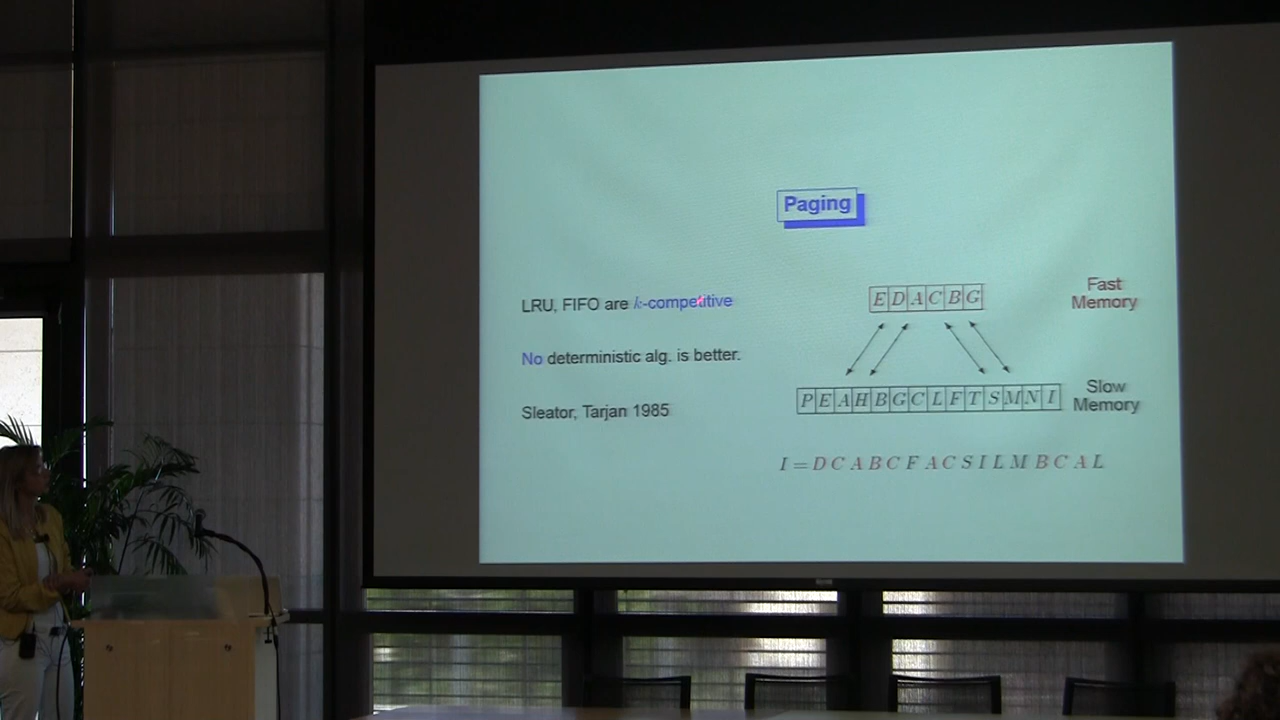 Paging
LRU, FIFO are k-competitive
No deterministic alg. is better.
Sleator, Tarjan 1985
E D A C B G
Fast
Memory
P E A H B G C L F T S M N I
Slow
Memory
I = D C A B C F A C S I L M B C A L